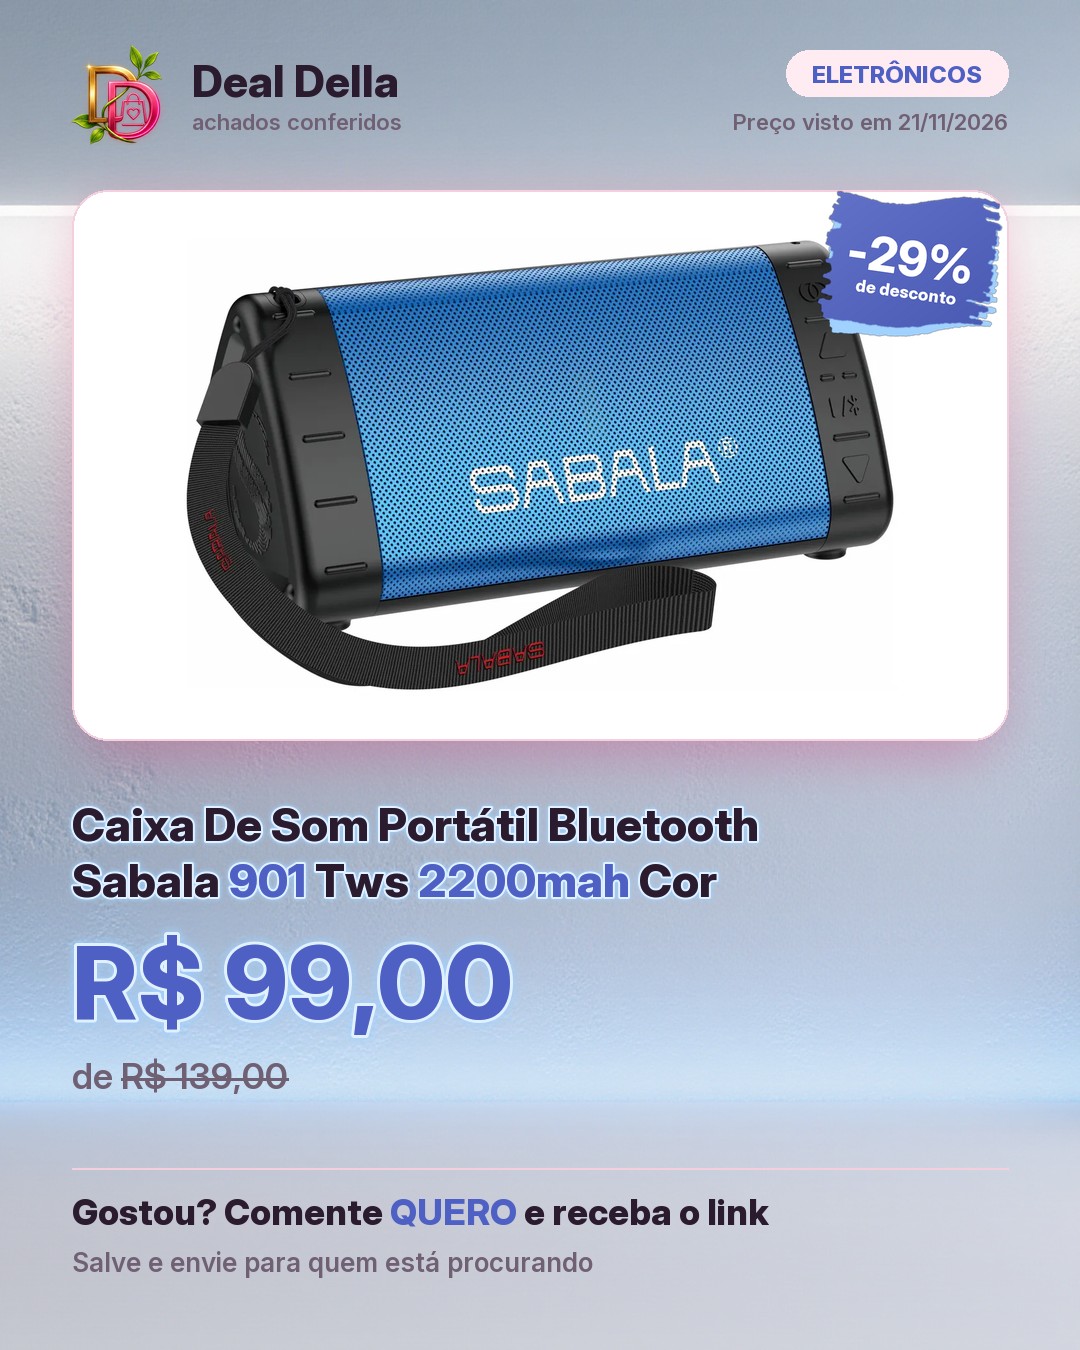 Deal Della
achados conferidos
ELETRÔNICOS
Preço visto em 21/11/2026
-29%
de desconto
SABALA®
SABALA
SABALA
Caixa De Som Portátil Bluetooth
Sabala 901 Tws 2200mah Cor
R$ 99,00
de R$ 139,00
Gostou? Comente QUERO e receba o link
Salve e envie para quem está procurando